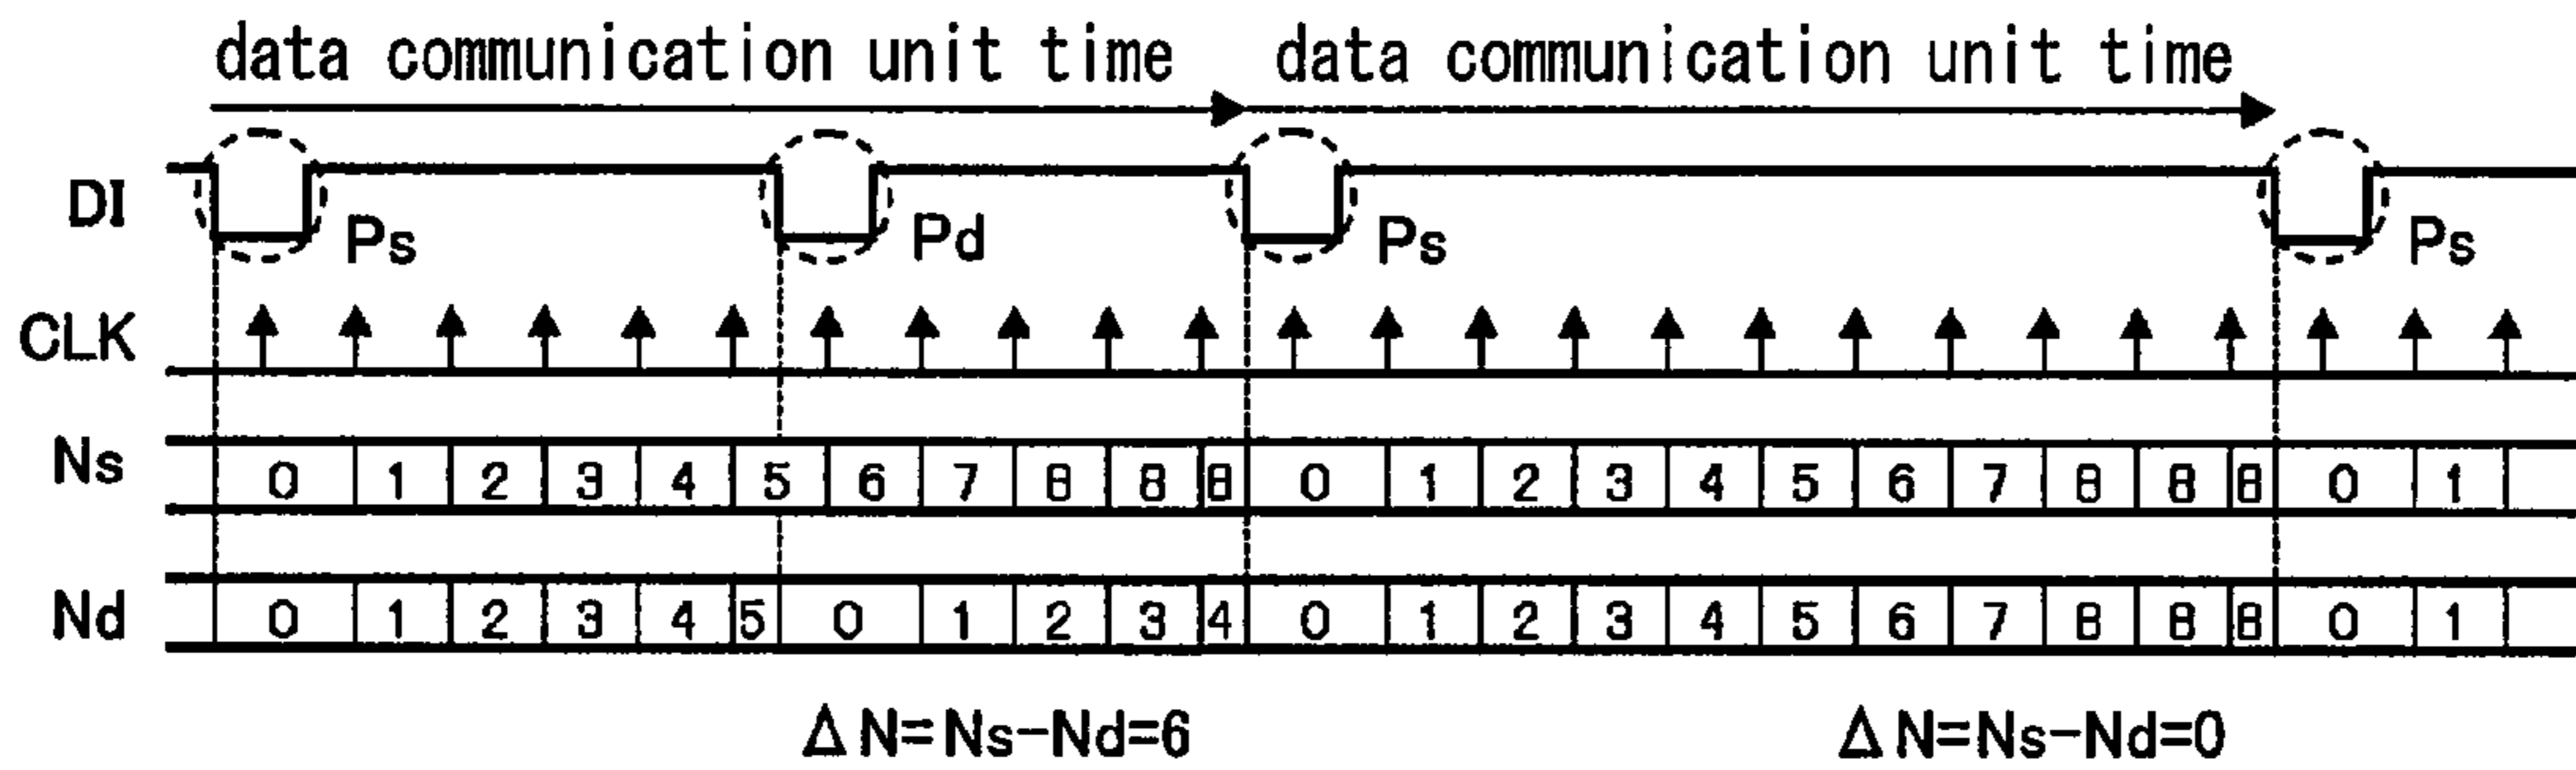 data communication unit time data communication unit time
DI Ps Pd Ps Ps
CLK
Ns 0 1 2 3 4 5 6 7 8 8 8 0 1 2 3 4 5 6 7 8 8 8 0 1
Nd 0 1 2 3 4 5 0 1 2 3 4 0 1 2 3 4 5 6 7 8 8 8 0 1
ΔN=Ns-Nd=6 ΔN=Ns-Nd=0